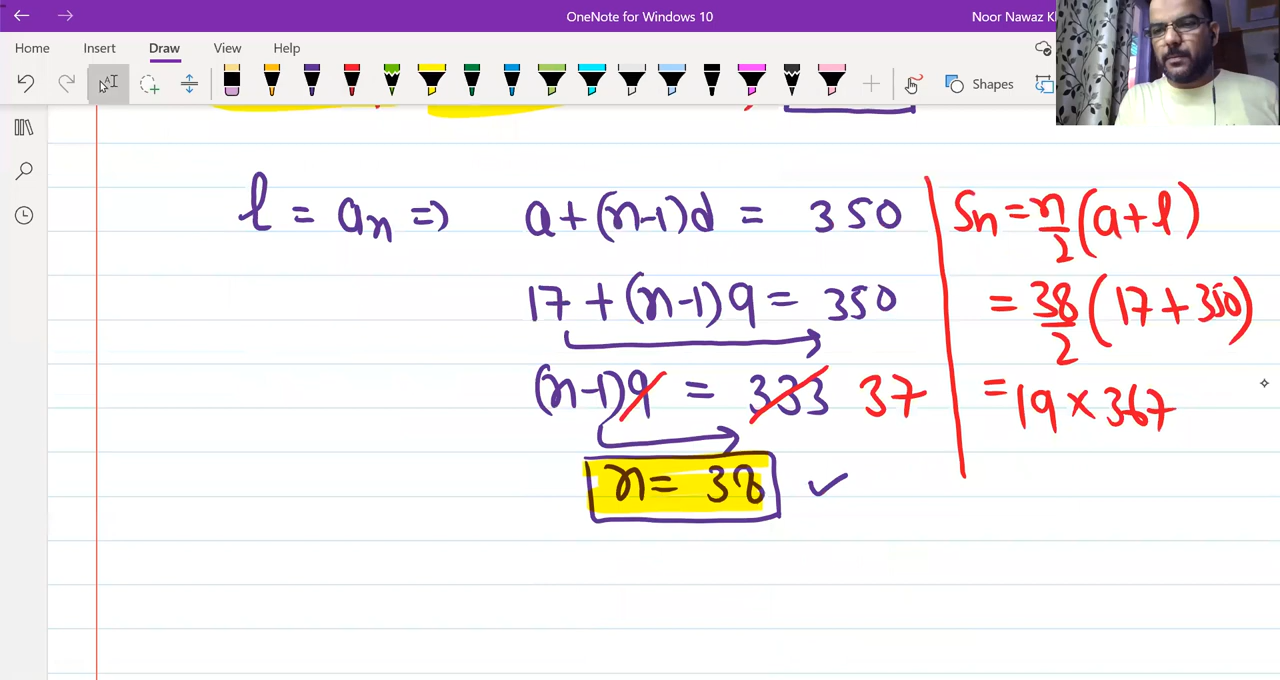 OneNote for Windows 10
Noor Nawaz
Home Insert Draw View Help
Shapes
l = an => a+(n-1)d = 350
17 + (n-1)9 = 350
(n-1)9 = 333 37
n = 38 ✓
Sn = n/2 (a+l)
= 38/2 (17+350)
= 19 × 367